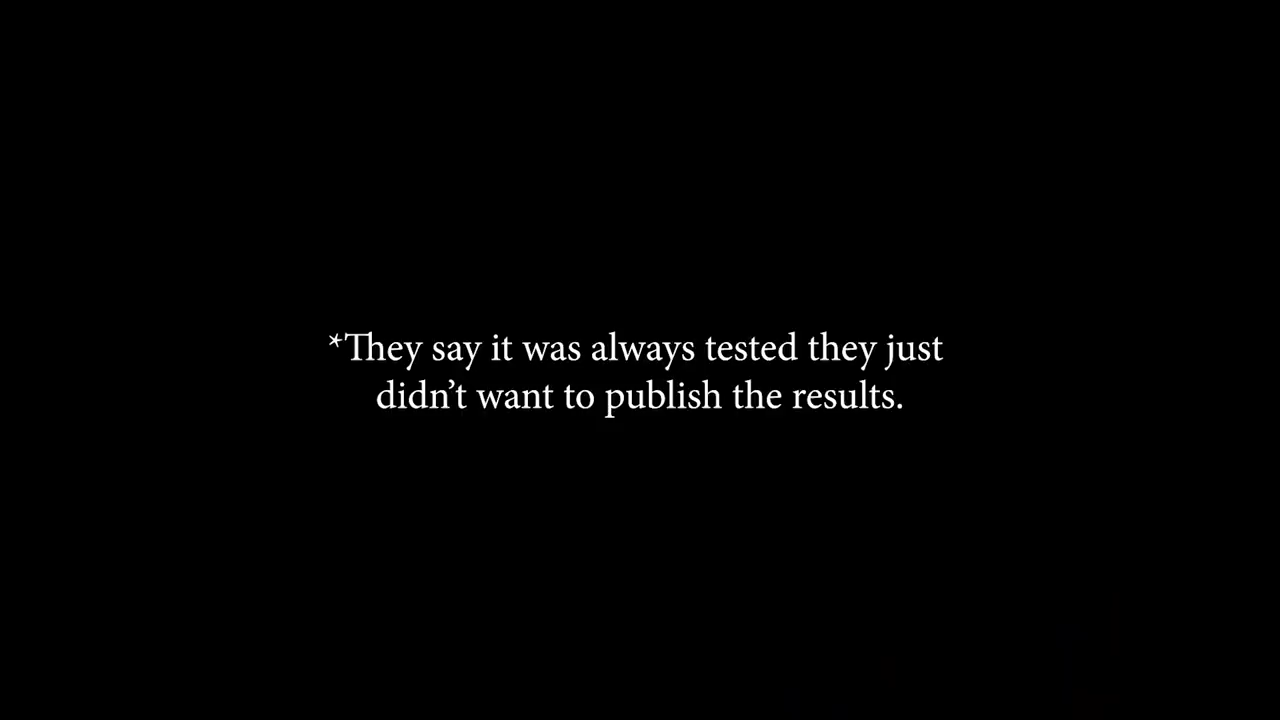 *They say it was always tested they just
didn’t want to publish the results.